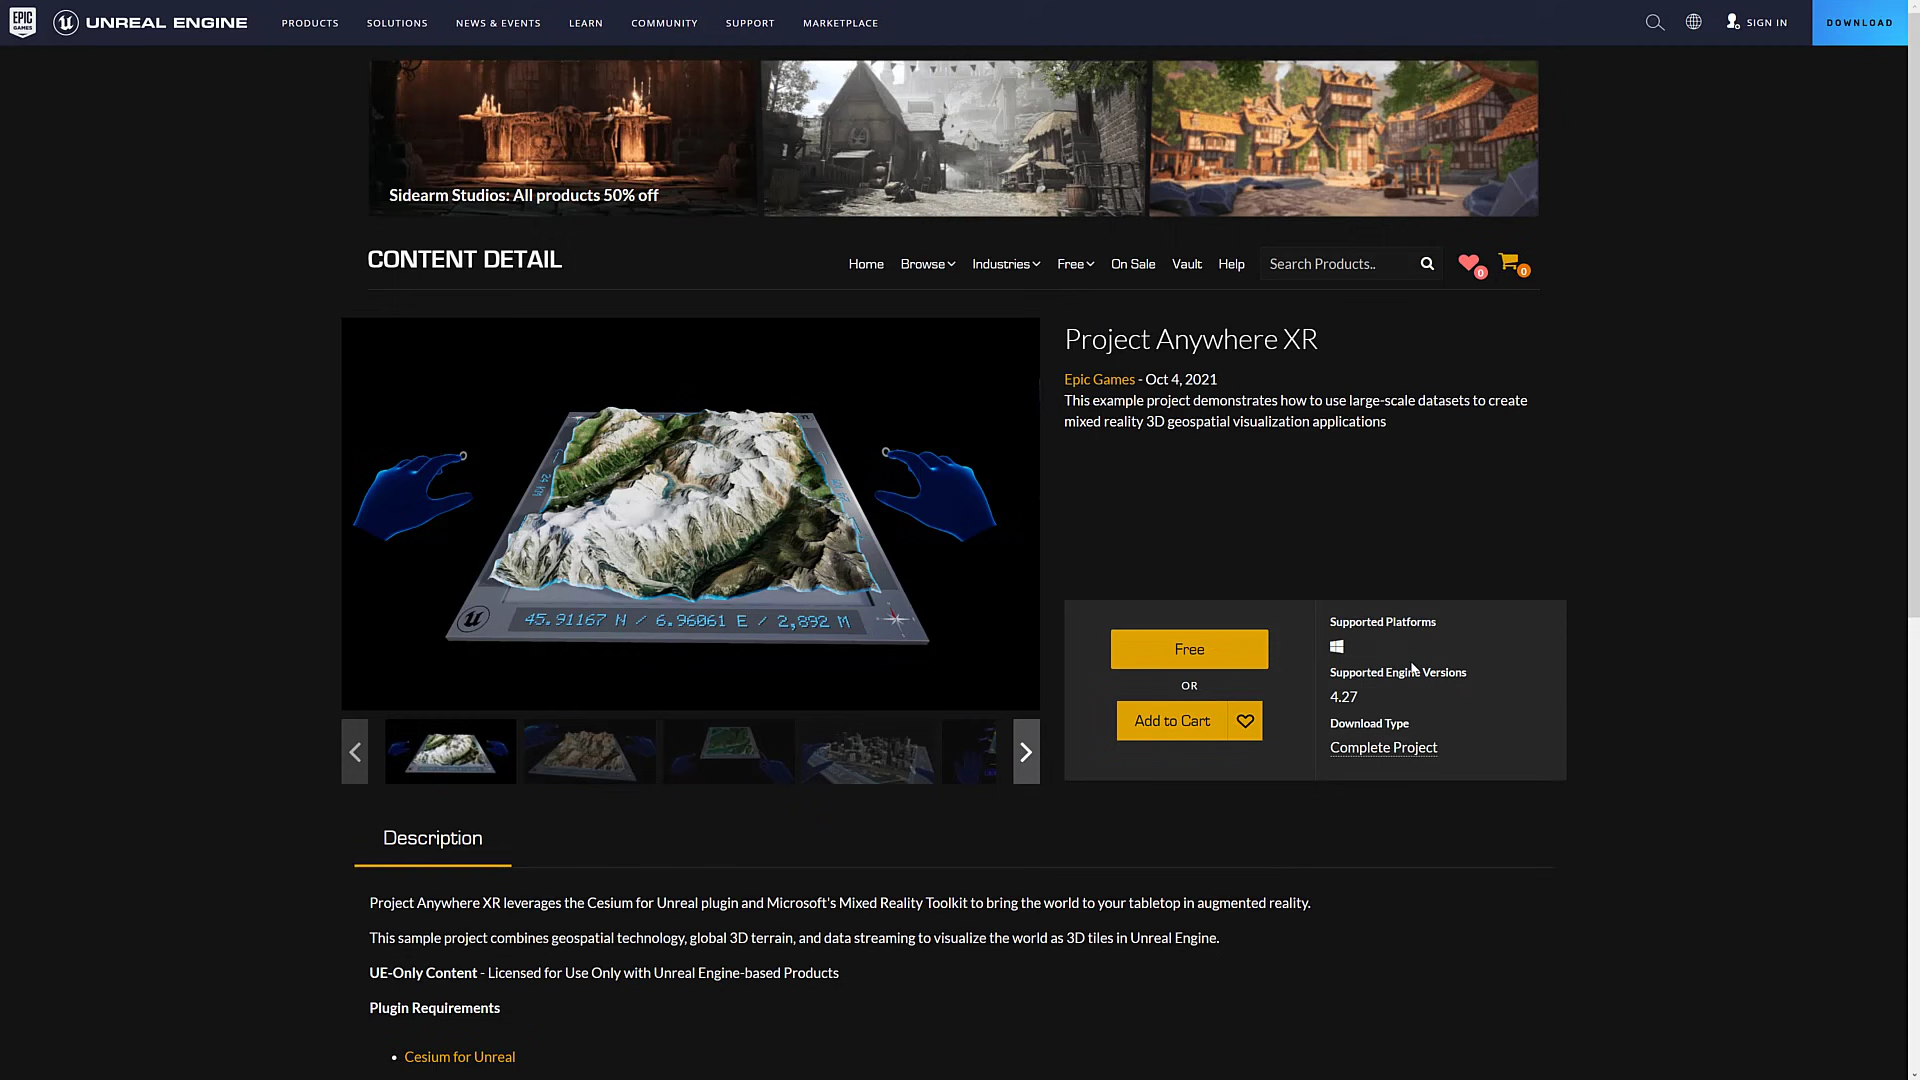 EPIC GAMES
UNREAL ENGINE
PRODUCTS
SOLUTIONS
NEWS & EVENTS
LEARN
COMMUNITY
SUPPORT
MARKETPLACE
SIGN IN
DOWNLOAD
Sidearm Studios: All products 50% off
CONTENT DETAIL
Home
Browse
Industries
Free
On Sale
Vault
Help
Search Products..
0
0
Project Anywhere XR
Epic Games - Oct 4, 2021
This example project demonstrates how to use large-scale datasets to create
mixed reality 3D geospatial visualization applications
24 KM
45.91167 N / 6.96061 E / 2,892 M
Free
OR
Add to Cart
Supported Platforms
Supported Engine Versions
4.27
Download Type
Complete Project
Description
Project Anywhere XR leverages the Cesium for Unreal plugin and Microsoft's Mixed Reality Toolkit to bring the world to your tabletop in augmented reality.
This sample project combines geospatial technology, global 3D terrain, and data streaming to visualize the world as 3D tiles in Unreal Engine.
UE-Only Content - Licensed for Use Only with Unreal Engine-based Products
Plugin Requirements
• Cesium for Unreal